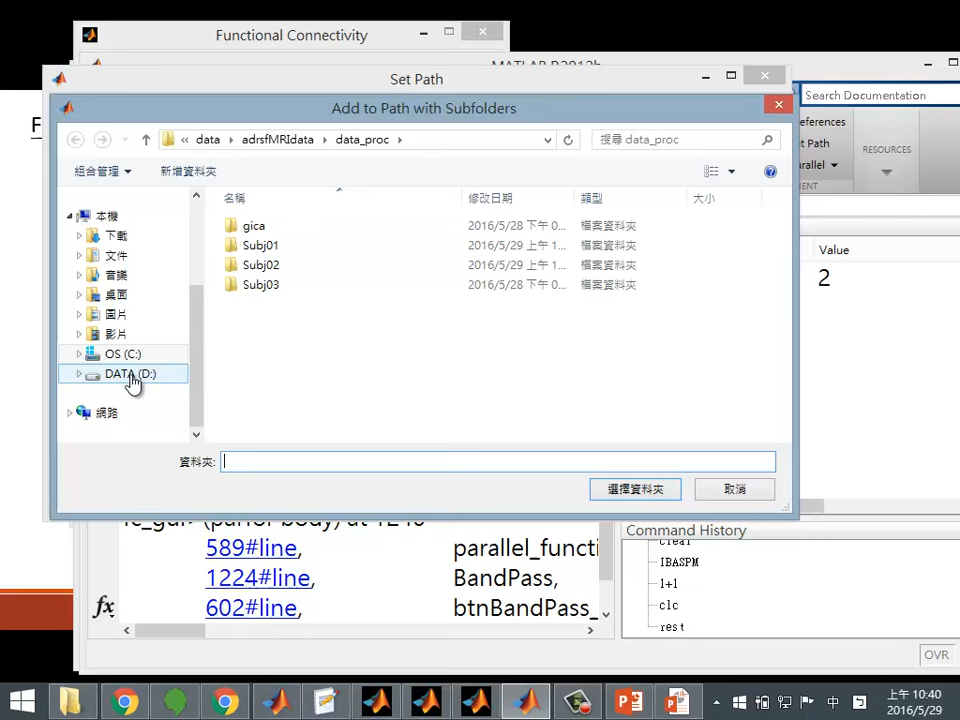 Functional Connectivity
Set Path
Add to Path with Subfolders
Search Documentation
F
« data adrsfMRIdata data_proc
搜尋 data_proc
eferences
t Path
rallel
RESOURCES
MENT
組合管理 新增資料夾
名稱 修改日期 類型 大小
本機
下載
文件
音樂
桌面
圖片
影片
OS (C:)
DATA (D:)
網路
gica 2016/5/28 下午 0... 檔案資料夾
Subj01 2016/5/29 上午 1... 檔案資料夾
Subj02 2016/5/29 上午 1... 檔案資料夾
Subj03 2016/5/28 下午 0... 檔案資料夾
Value
2
資料夾:
選擇資料夾 取消
589#line, parallel_functi
1224#line, BandPass,
602#line, btnBandPass_
fx
Command History
clear
IBASPM
1+1
clc
rest
OVR
中
上午 10:40
2016/5/29